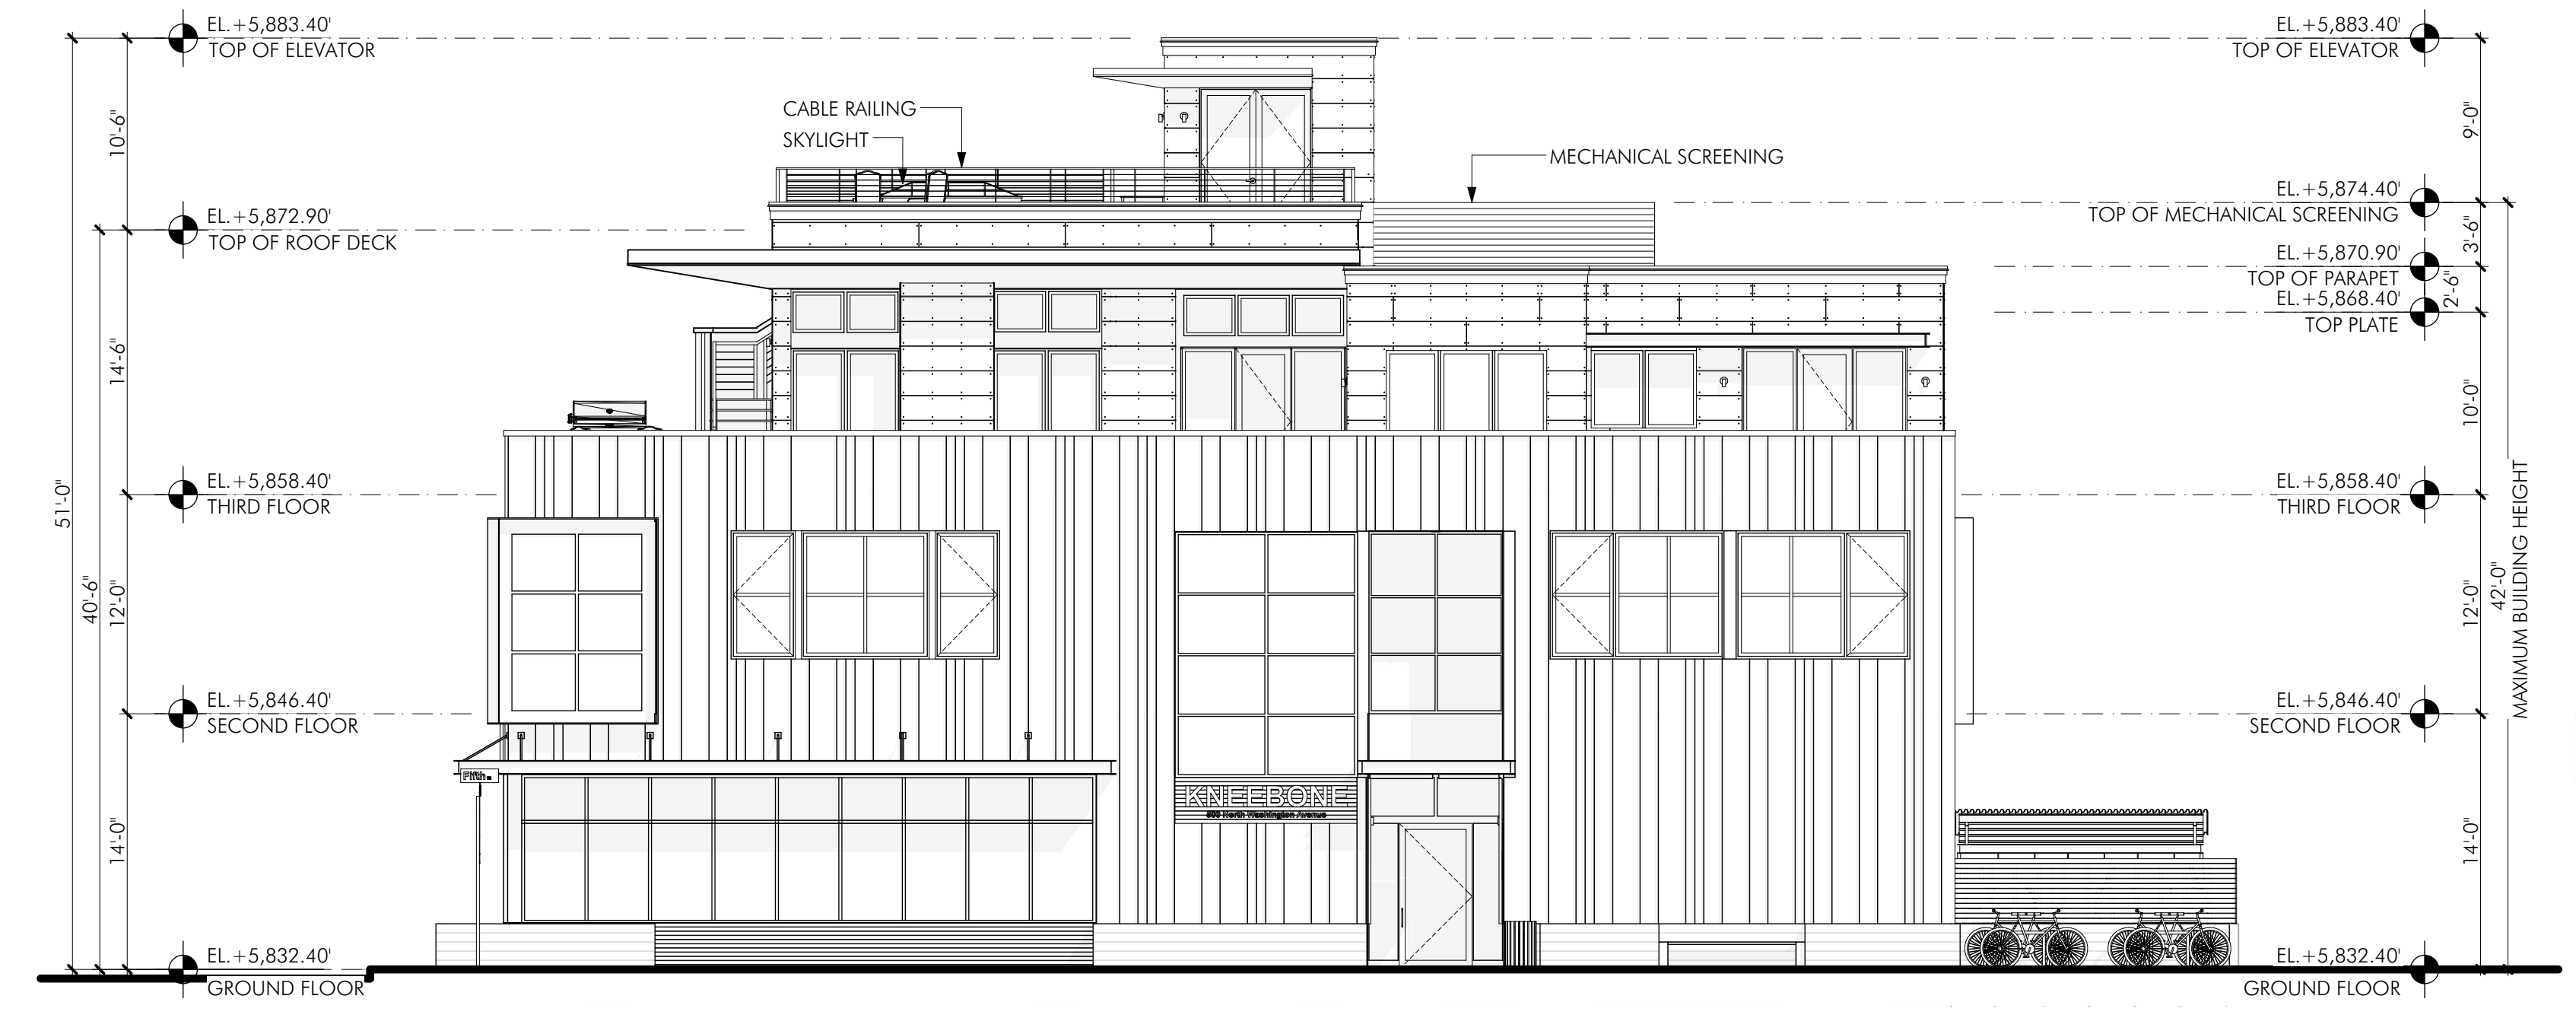 EL.+5,883.40'
TOP OF ELEVATOR
EL.+5,872.90'
TOP OF ROOF DECK
EL.+5,858.40'
THIRD FLOOR
EL.+5,846.40'
SECOND FLOOR
EL.+5,832.40'
GROUND FLOOR
10'-6"
14'-6"
12'-0"
14'-0"
40'-6"
51'-0"
CABLE RAILING
SKYLIGHT
MECHANICAL SCREENING
Fifth
KNEEBONE
North Washington Avenue
EL.+5,883.40'
TOP OF ELEVATOR
EL.+5,874.40'
TOP OF MECHANICAL SCREENING
EL.+5,870.90'
TOP OF PARAPET
EL.+5,868.40'
TOP PLATE
EL.+5,858.40'
THIRD FLOOR
EL.+5,846.40'
SECOND FLOOR
EL.+5,832.40'
GROUND FLOOR
9'-0"
3'-6"
2'-6"
10'-0"
12'-0"
14'-0"
42'-0"
MAXIMUM BUILDING HEIGHT